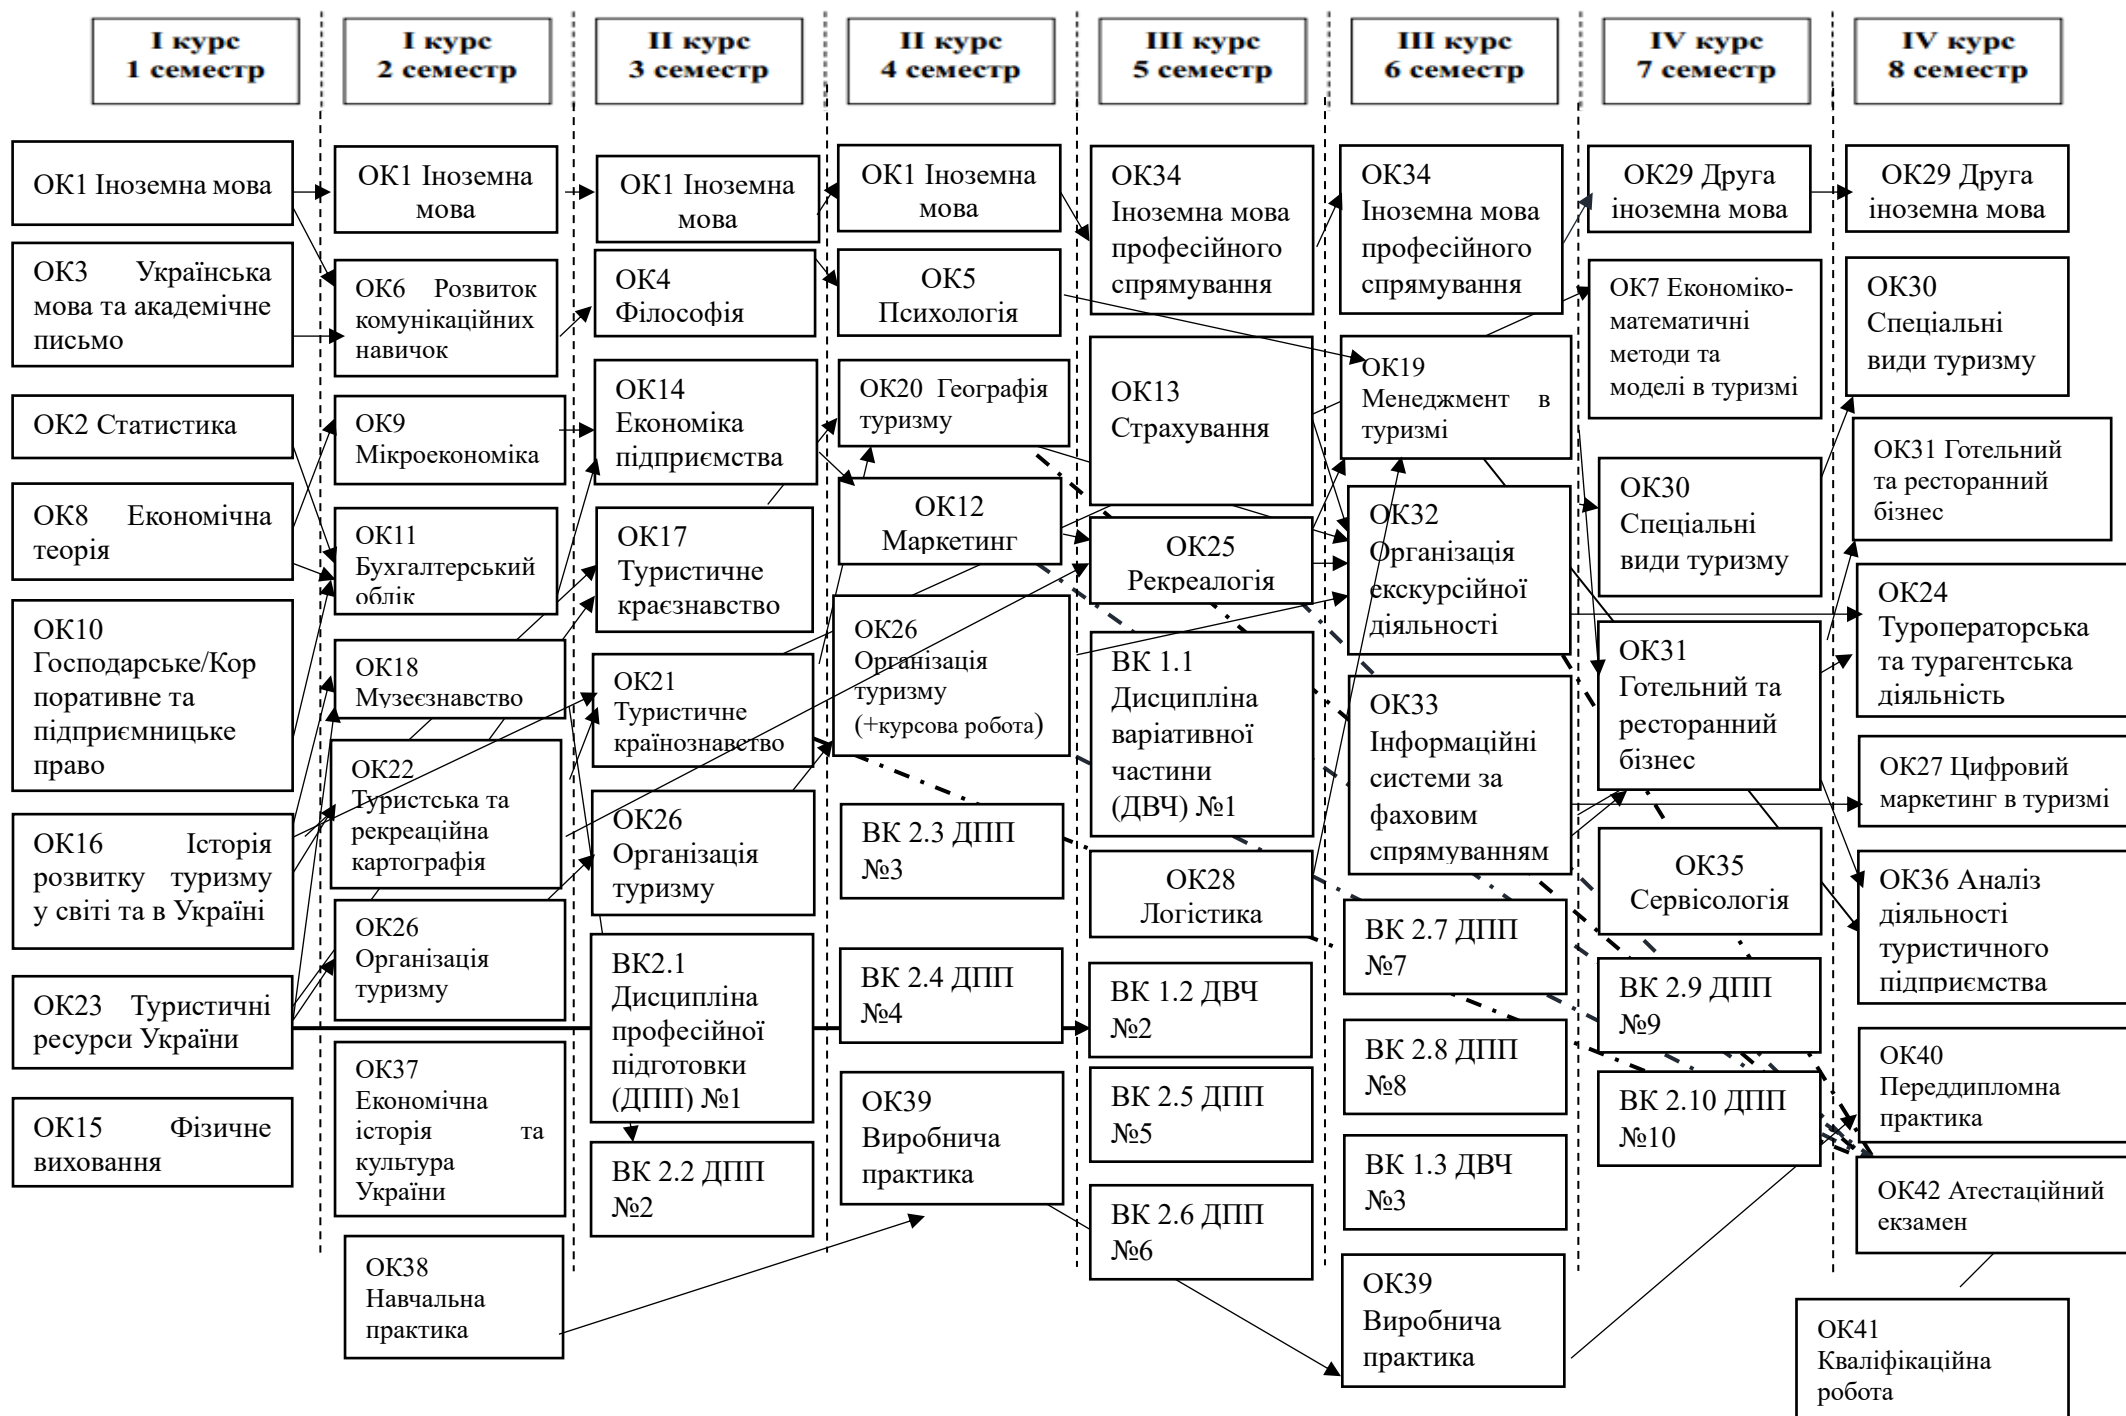 I курс
1 семестр
I курс
2 семестр
II курс
3 семестр
II курс
4 семестр
III курс
5 семестр
III курс
6 семестр
IV курс
7 семестр
IV курс
8 семестр
ОК1 Іноземна мова
ОК3 Українська
мова та академічне
письмо
ОК2 Статистика
ОК8 Економічна
теорія
ОК10
Господарське/Кор
поративне та
підприємницьке
право
ОК16 Історія
розвитку туризму
у світі та в Україні
ОК23 Туристичні
ресурси України
ОК15 Фізичне
виховання
ОК1 Іноземна
мова
ОК6 Розвиток
комунікаційних
навичок
ОК9
Мікроекономіка
ОК11
Бухгалтерський
облік
ОК18
Музеєзнавство
ОК22
Туристська та
рекреаційна
картографія
ОК26
Організація
туризму
ОК37
Економічна
історія та
культура
України
ОК38
Навчальна
практика
ОК1 Іноземна
мова
ОК4
Філософія
ОК14
Економіка
підприємства
ОК17
Туристичне
краєзнавство
ОК21
Туристичне
країнознавство
ОК26
Організація
туризму
ВК2.1
Дисципліна
професійної
підготовки
(ДПП) №1
ВК 2.2 ДПП
№2
ОК1 Іноземна
мова
ОК5
Психологія
ОК20 Географія
туризму
ОК12
Маркетинг
ОК26
Організація
туризму
(+курсова робота)
ВК 2.3 ДПП
№3
ВК 2.4 ДПП
№4
ОК39
Виробнича
практика
ОК34
Іноземна мова
професійного
спрямування
ОК13
Страхування
ОК25
Рекреалогія
ВК 1.1
Дисципліна
варіативної
частини
(ДВЧ) №1
ОК28
Логістика
ВК 1.2 ДВЧ
№2
ВК 2.5 ДПП
№5
ВК 2.6 ДПП
№6
ОК34
Іноземна мова
професійного
спрямування
ОК19
Менеджмент в
туризмі
ОК32
Організація
екскурсійної
діяльності
ОК33
Інформаційні
системи за
фаховим
спрямуванням
ВК 2.7 ДПП
№7
ВК 2.8 ДПП
№8
ВК 1.3 ДВЧ
№3
ОК39
Виробнича
практика
ОК29 Друга
іноземна мова
ОК7 Економіко-
математичні
методи та
моделі в туризмі
ОК30
Спеціальні
види туризму
ОК31
Готельний та
ресторанний
бізнес
ОК35
Сервісологія
ВК 2.9 ДПП
№9
ВК 2.10 ДПП
№10
ОК29 Друга
іноземна мова
ОК30
Спеціальні
види туризму
ОК31 Готельний
та ресторанний
бізнес
ОК24
Туроператорська
та турагентська
діяльність
ОК27 Цифровий
маркетинг в туризмі
ОК36 Аналіз
діяльності
туристичного
підприємства
ОК40
Переддипломна
практика
ОК42 Атестаційний
екзамен
ОК41
Кваліфікаційна
робота